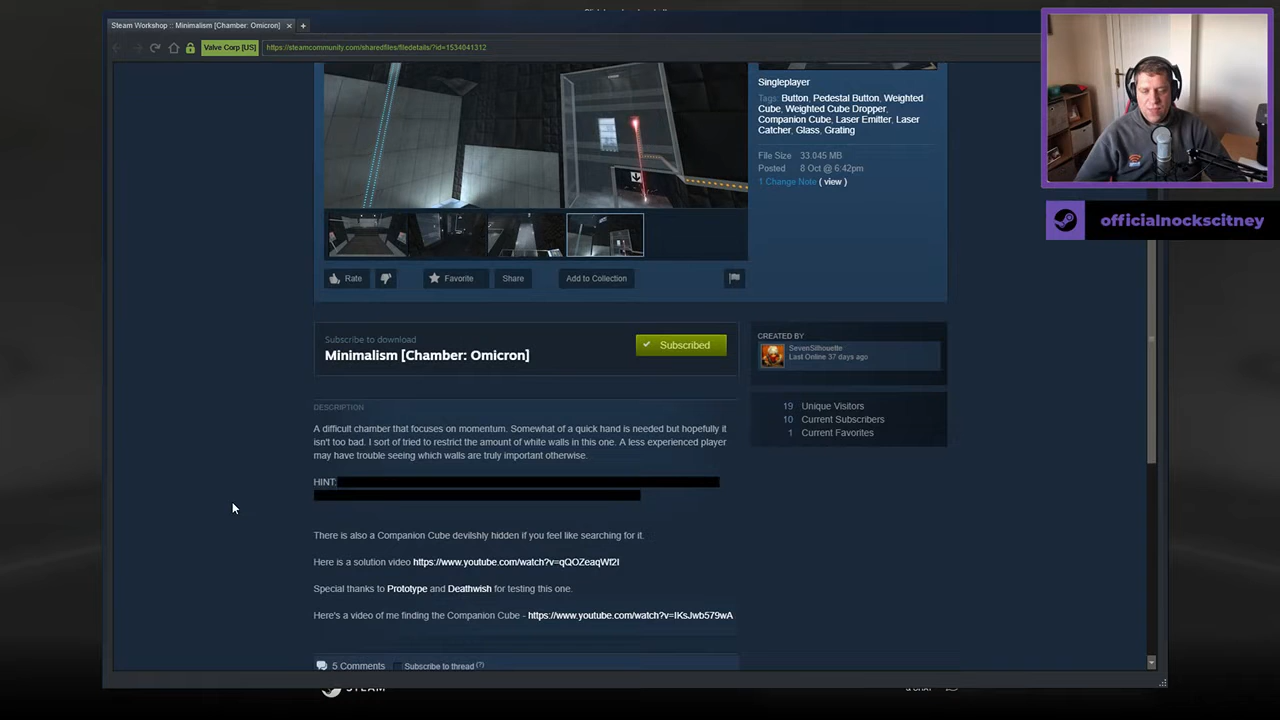 Steam Workshop :: Minimalism [Chamber: Omicron]
Valve Corp [US]
https://steamcommunity.com/sharedfiles/filedetails/?id=1534041312
officialnockscitney
Singleplayer
Tags: Button, Pedestal Button, Weighted
Cube, Weighted Cube Dropper,
Companion Cube, Laser Emitter, Laser
Catcher, Glass, Grating
File Size 33.045 MB
Posted 8 Oct @ 6:42pm
1 Change Note ( view )
Rate
Favorite
Share
Add to Collection
Subscribe to download
Minimalism [Chamber: Omicron]
Subscribed
CREATED BY
SevenSilhouette
Last Online 37 days ago
19 Unique Visitors
10 Current Subscribers
1 Current Favorites
DESCRIPTION
A difficult chamber that focuses on momentum. Somewhat of a quick hand is needed but hopefully it
isn't too bad. I sort of tried to restrict the amount of white walls in this one. A less experienced player
may have trouble seeing which walls are truly important otherwise.
HINT:
There is also a Companion Cube devilshly hidden if you feel like searching for it.
Here is a solution video https://www.youtube.com/watch?v=qQOZeaqWf2I
Special thanks to Prototype and Deathwish for testing this one.
Here's a video of me finding the Companion Cube - https://www.youtube.com/watch?v=IKsJwb579wA
5 Comments
Subscribe to thread (?)
STEAM
& CHAT